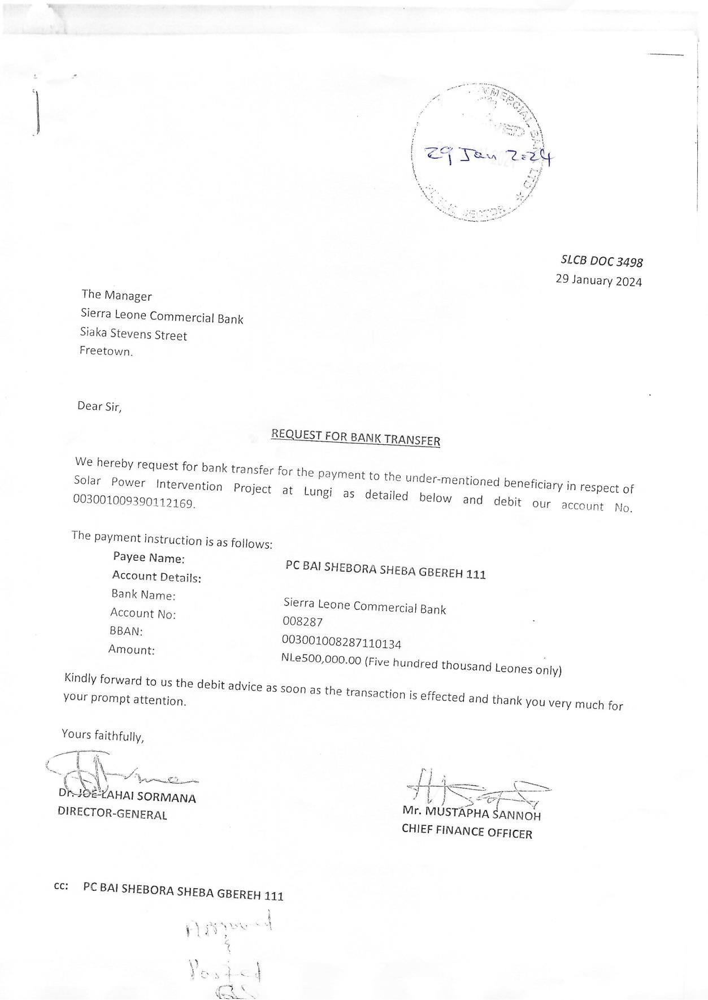 MMERCIAL BANK LTD *
29 Jan 2024
SECTOR
SLCB DOC 3498
29 January 2024
The Manager
Sierra Leone Commercial Bank
Siaka Stevens Street
Freetown.
Dear Sir,
REQUEST FOR BANK TRANSFER
We hereby request for bank transfer for the payment to the under-mentioned beneficiary in respect of
Solar Power Intervention Project at Lungi as detailed below and debit our account No.
003001009390112169.
The payment instruction is as follows:
Payee Name: PC BAI SHEBORA SHEBA GBEREH 111
Account Details:
Bank Name: Sierra Leone Commercial Bank
Account No: 008287
BBAN: 003001008287110134
Amount: NLe500,000.00 (Five hundred thousand Leones only)
Kindly forward to us the debit advice as soon as the transaction is effected and thank you very much for
your prompt attention.
Yours faithfully,
Dr. JOE LAHAI SORMANA
DIRECTOR-GENERAL
Mr. MUSTAPHA SANNOH
CHIEF FINANCE OFFICER
cc: PC BAI SHEBORA SHEBA GBEREH 111
Approved
&
Posted